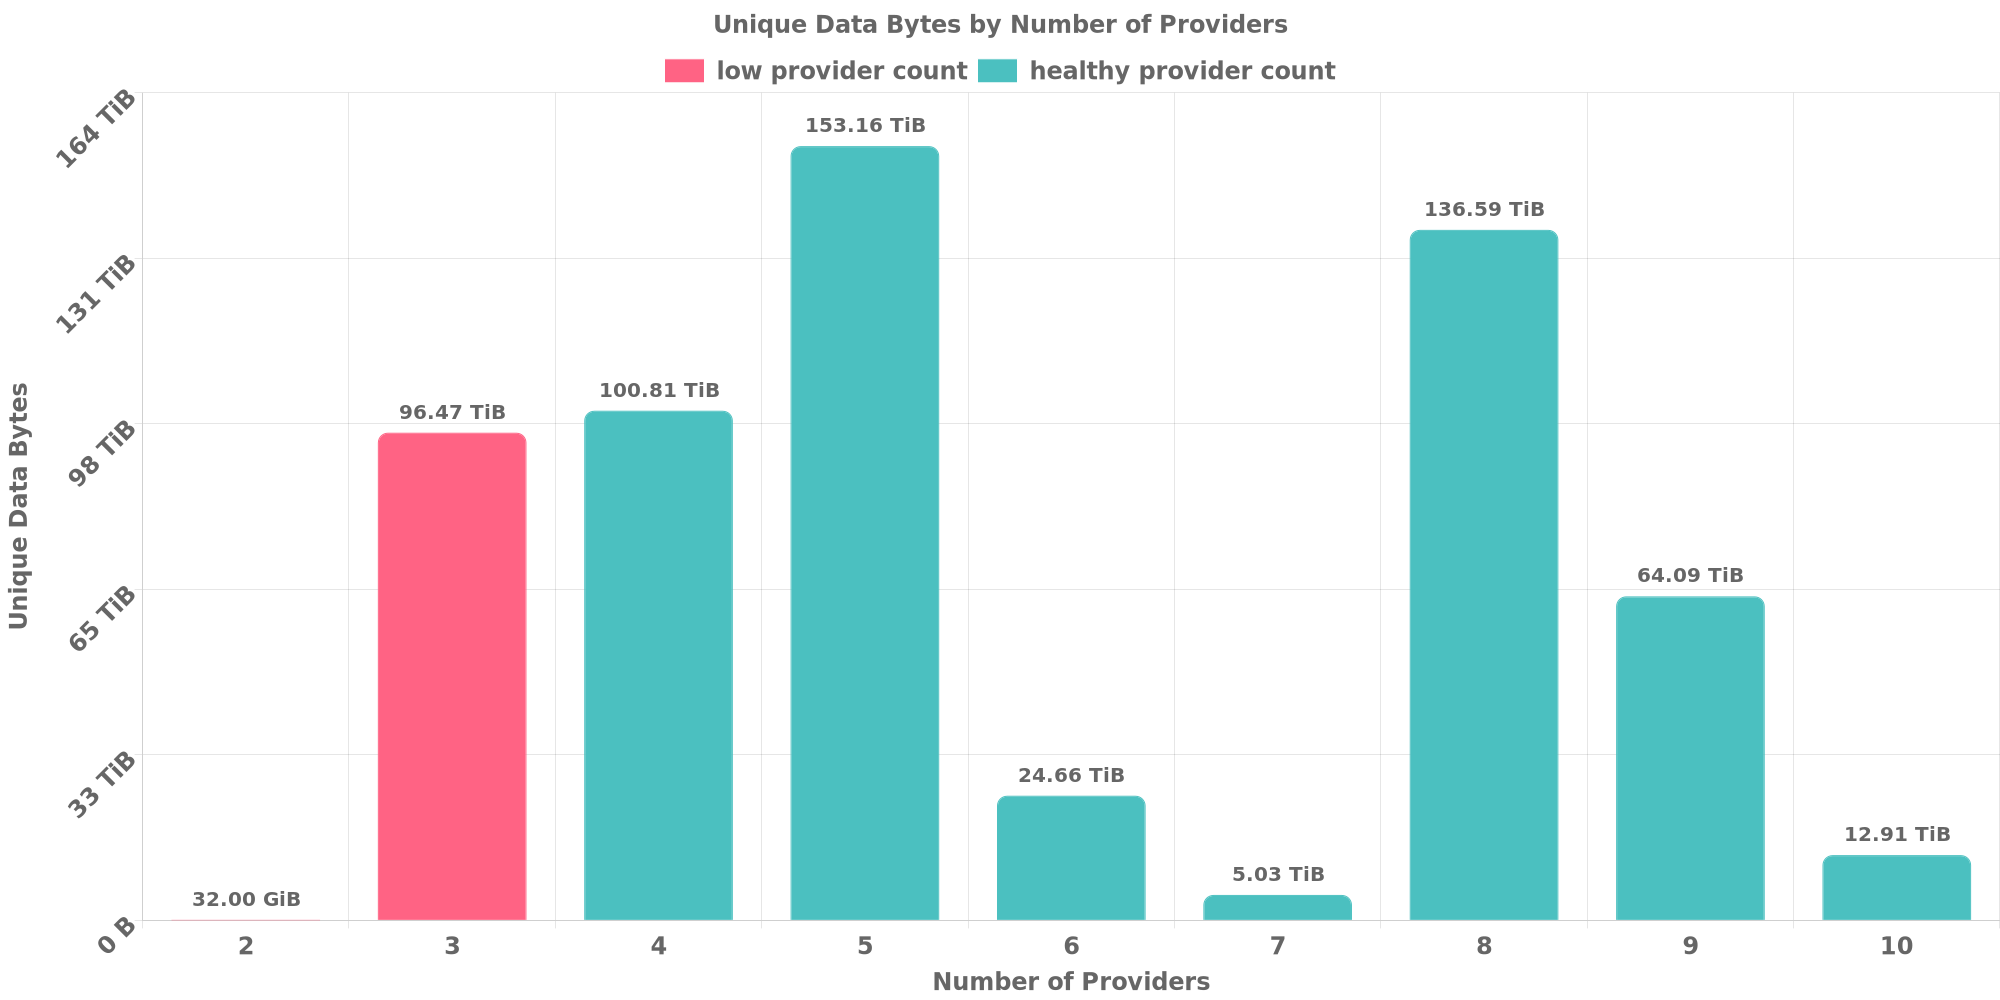 Unique Data Bytes by Number of Providers
low provider count healthy provider count
164 TiB
131 TiB
98 TiB
65 TiB
33 TiB
0 B
Unique Data Bytes
32.00 GiB
96.47 TiB
100.81 TiB
153.16 TiB
24.66 TiB
5.03 TiB
136.59 TiB
64.09 TiB
12.91 TiB
2 3 4 5 6 7 8 9 10
Number of Providers